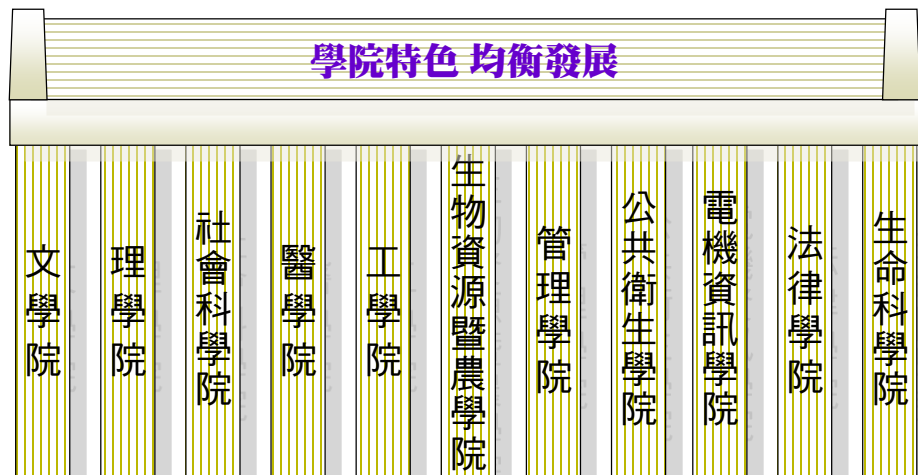 學院特色 均衡發展
文學院
理學院
社會科學院
醫學院
工學院
生物資源暨農學院
管理學院
公共衛生學院
電機資訊學院
法律學院
生命科學院